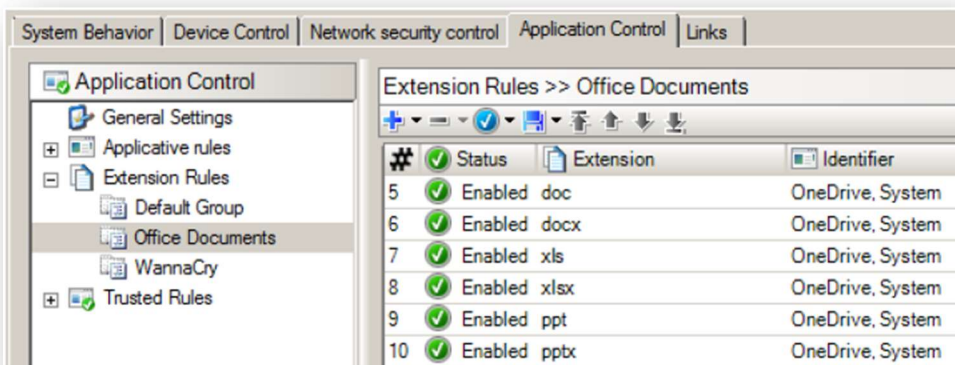 System Behavior Device Control Network security control Application Control Links
Application Control
General Settings
Applicative rules
Extension Rules
Default Group
Office Documents
WannaCry
Trusted Rules
Extension Rules >> Office Documents
# Status Extension Identifier
5 Enabled doc OneDrive, System
6 Enabled docx OneDrive, System
7 Enabled xls OneDrive, System
8 Enabled xlsx OneDrive, System
9 Enabled ppt OneDrive, System
10 Enabled pptx OneDrive, System